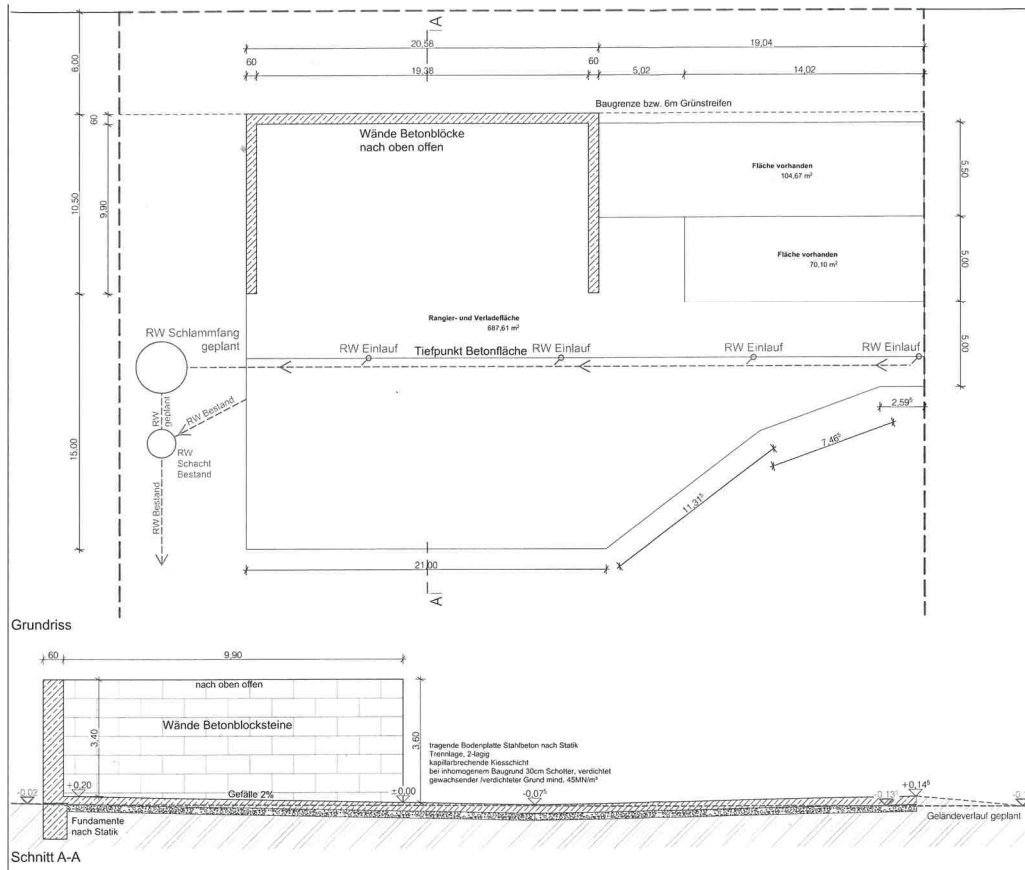 A
20,58
19,04
60
19,38
60
5,02
14,02
6,00
Baugrenze bzw. 6m Grünstreifen
60
Wände Betonblöcke
nach oben offen
Fläche vorhanden
104,67 m²
5,50
10,50
9,90
Fläche vorhanden
70,10 m²
5,00
Rangier- und Verladefläche
687,61 m²
RW Schlammfang
geplant
RW Einlauf
Tiefpunkt Betonfläche
RW Einlauf
RW Einlauf
RW Einlauf
5,00
RW
geplant
RW Bestand
2,59⁵
7,46⁵
11,31⁵
15,00
RW
Schacht
Bestand
RW Bestand
21,00
A
Grundriss
60
9,90
nach oben offen
Wände Betonblocksteine
3,40
3,60
tragende Bodenplatte Stahlbeton nach Statik
Trennlage, 2-lagig
kapillarbrechende Kiesschicht
bei inhomogenem Baugrund 30cm Schotter, verdichtet
gewachsener /verdichteter Grund mind. 45MN/m³
-0,02
+0,20
Gefälle 2%
±0,00
-0,07⁵
-0,13⁵
+0,14⁵
Geländeverlauf geplant
Fundamente
nach Statik
Schnitt A-A